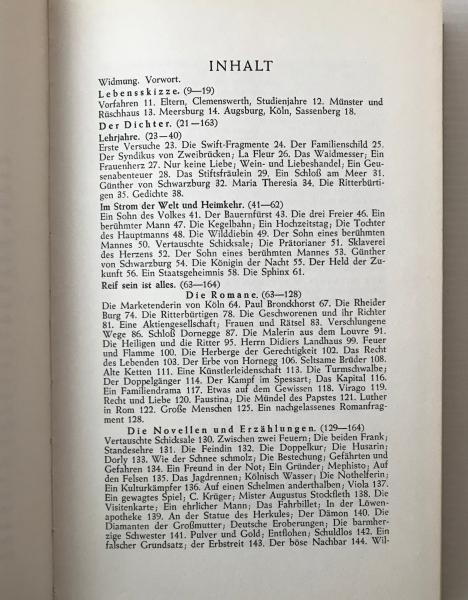 INHALT
Widmung. Vorwort.
Lebensskizze. (9—19)
Vorfahren 11. Eltern, Clemenswerth, Studienjahre 12. Münster und
Rüschhaus 13. Meersburg 14. Augsburg, Köln, Sassenberg 18.
Der Dichter. (21—163)
Lehrjahre. (23—40)
Erste Versuche 23. Die Swift-Fragmente 24. Der Familienschild 25.
Der Syndikus von Zweibrücken; La Fleur 26. Das Waidmesser; Ein
Frauenherz 27. Nur keine Liebe; Wein- und Liebeshandel; Ein Geu-
senabenteuer 28. Das Stiftsfräulein 29. Ein Schloß am Meer 31.
Günther von Schwarzburg 32. Maria Theresia 34. Die Ritterbürti-
gen 35. Gedichte 38.
Im Strom der Welt und Heimkehr. (41—62)
Ein Sohn des Volkes 41. Der Bauernfürst 43. Die drei Freier 46. Ein
berühmter Mann 47. Die Kegelbahn; Ein Hochzeitstag; Die Tochter
des Hauptmanns 48. Die Wilddiebin 49. Der Sohn eines berühmten
Mannes 50. Vertauschte Schicksale; Die Prätorianer 51. Sklaverei
des Herzens 52. Der Sohn eines berühmten Mannes 53. Günther
von Schwarzburg 54. Die Königin der Nacht 55. Der Held der Zu-
kunft 56. Ein Staatsgeheimnis 58. Die Sphinx 61.
Reif sein ist alles. (63—164)
Die Romane. (63—128)
Die Marketenderin von Köln 64. Paul Bronckhorst 67. Die Rheider
Burg 74. Die Ritterbürtigen 78. Die Geschworenen und ihr Richter
81. Eine Aktiengesellschaft; Frauen und Rätsel 83. Verschlungene
Wege 86. Schloß Dornegge 87. Die Malerin aus dem Louvre 91.
Die Heiligen und die Ritter 95. Herrn Didiers Landhaus 99. Feuer
und Flamme 100. Die Herberge der Gerechtigkeit 102. Das Recht
des Lebenden 103. Der Erbe von Hornegg 106. Seltsame Brüder 108.
Alte Ketten 111. Eine Künstlerleidenschaft 113. Die Turmschwalbe;
Der Doppelgänger 114. Der Kampf im Spessart; Das Kapital 116.
Ein Familiendrama 117. Etwas auf dem Gewissen 118. Virago 119.
Recht und Liebe 120. Faustina; Die Mündel des Papstes 121. Luther
in Rom 122. Große Menschen 125. Ein nachgelassenes Romanfrag-
ment 128.
Die Novellen und Erzählungen. (129—164)
Vertauschte Schicksale 130. Zwischen zwei Feuern; Die beiden Frank;
Standesehre 131. Die Feindin 132. Die Doppelkur; Die Husarin;
Dorly 133. Wie der Schnee schmolz; Die Bestechung; Gefährten und
Gefahren 134. Ein Freund in der Not; Ein Gründer; Mephisto; Auf
den Felsen 135. Das Jagdrennen; Kölnisch Wasser; Die Nothelferin;
Ein Kulturkämpfer 136. Auf einen Schelmen anderthalben; Viola 137.
Ein gewagtes Spiel; C. Krüger; Mister Augustus Stockfleth 138. Die
Visitenkarte; Ein ehrlicher Mann; Das Fahrbillet; In der Löwen-
apotheke 139. An der Statue des Herkules; Der Dämon 140. Die
Diamanten der Großmutter; Deutsche Eroberungen; Die barmher-
zige Schwester 141. Pulver und Gold; Entflohen; Schuldlos 142. Ein
falscher Grundsatz; der Erbstreit 143. Der böse Nachbar 144. Wil-